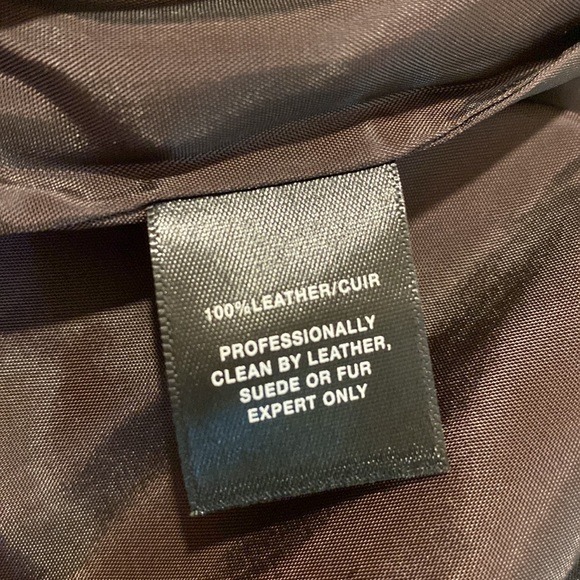 100%LEATHER/CUIR
PROFESSIONALLY
CLEAN BY LEATHER,
SUEDE OR FUR
EXPERT ONLY